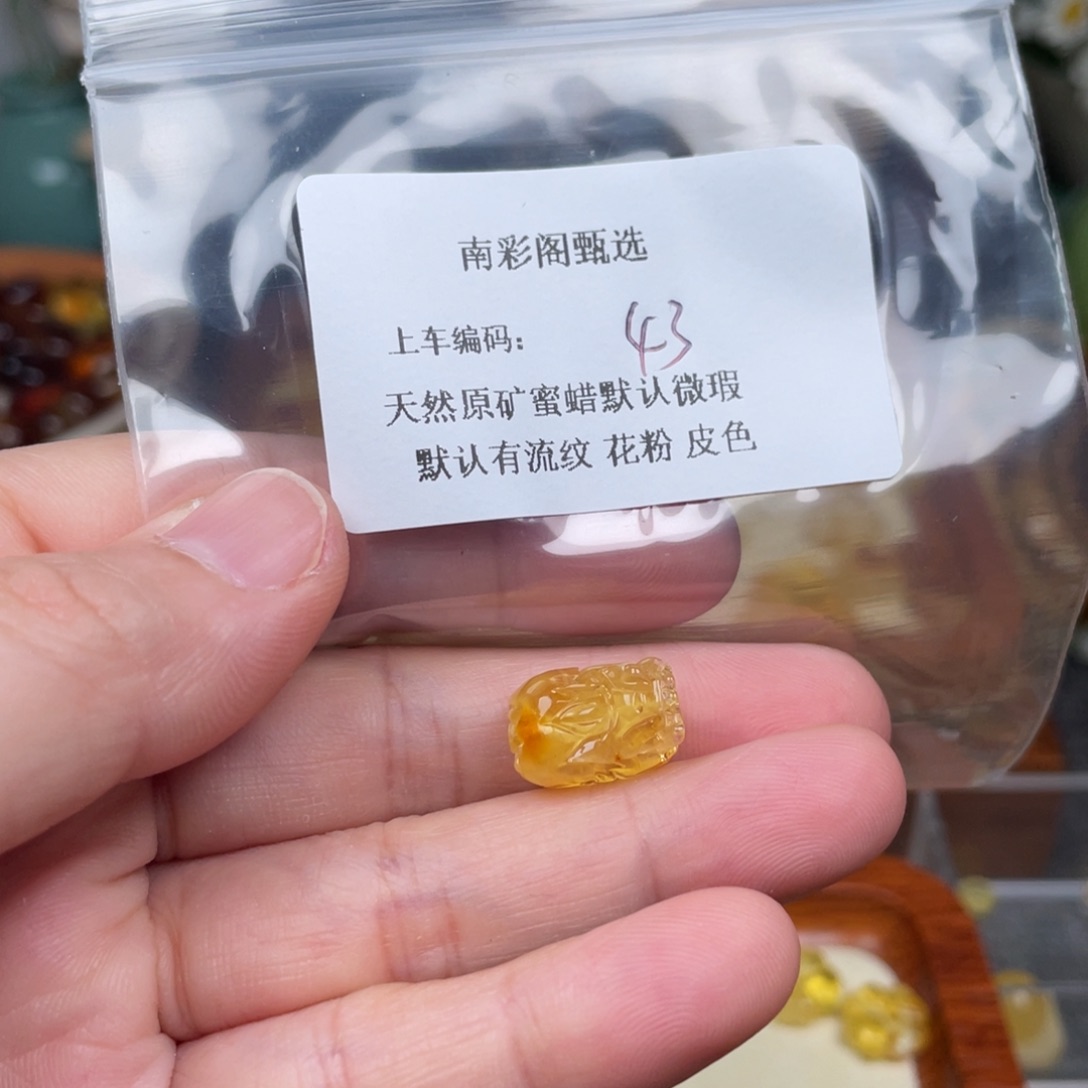 南彩阁甄选
上车编码: 43
天然原矿蜜蜡默认微瑕
默认有流纹 花粉 皮色